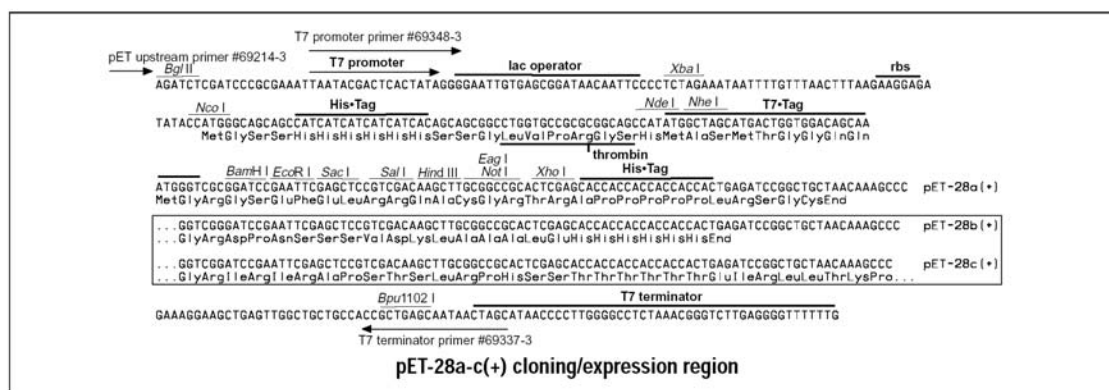 T7 promoter primer #69348-3
pET upstream primer #69214-3
Bgl II T7 promoter lac operator Xba I rbs
AGATCTCGATCCCGCGAAATTAATACGACTCACTATAGGGGAATTGTGAGCGGATAACAATTCCCCTCTAGAAATAATTTTGTTTAACTTTAAGAAGGAGA
Nco I His•Tag Nde I Nhe I T7•Tag
TATACCATGGGCAGCAGCCATCATCATCATCATCACAGCAGCGGCCTGGTGCCGCGCGGCAGCCATATGGCTAGCATGACTGGTGGACAGCAA
MetGlySerSerHisHisHisHisHisHisSerSerGlyLeuValProArgGlySerHisMetAlaSerMetThrGlyGlyGlnGln
thrombin
BamH I EcoR I Sac I Sal I Hind III Eag I Not I Xho I His•Tag
ATGGGTCGCGGATCCGAATTCGAGCTCCGTCGACAAGCTTGCGGCCGCACTCGAGCACCACCACCACCACCACTGAGATCCGGCTGCTAACAAAGCCC pET-28a(+)
MetGlyArgGlySerGluPheGluLeuArgArgGlnAlaCysGlyArgThrArgAlaProProProProProLeuArgSerGlyCysEnd
...GGTCGGGATCCGAATTCGAGCTCCGTCGACAAGCTTGCGGCCGCACTCGAGCACCACCACCACCACCACTGAGATCCGGCTGCTAACAAAGCCC pET-28b(+)
...GlyArgAspProAsnSerSerSerValAspLysLeuAlaAlaAlaLeuGluHisHisHisHisHisHisEnd
...GGTCGGATCCGAATTCGAGCTCCGTCGACAAGCTTGCGGCCGCACTCGAGCACCACCACCACCACCACTGAGATCCGGCTGCTAACAAAGCCC pET-28c(+)
...GlyArgIleArgIleArgAlaProSerThrSerLeuArgProHisSerSerThrThrThrThrThrThrGluIleArgLeuLeuThrLysPro...
Bpu1102 I T7 terminator
GAAAGGAAGCTGAGTTGGCTGCTGCCACCGCTGAGCAATAACTAGCATAACCCCTTGGGGCCTCTAAACGGGTCTTGAGGGGTTTTTTG
T7 terminator primer #69337-3
pET-28a-c(+) cloning/expression region